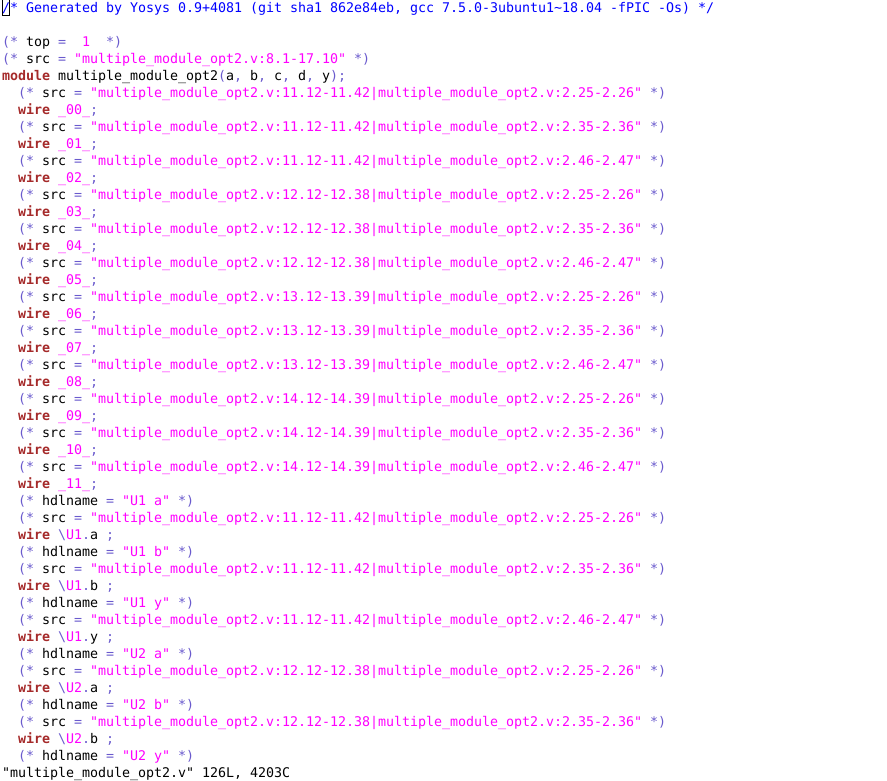 /* Generated by Yosys 0.9+4081 (git sha1 862e84eb, gcc 7.5.0-3ubuntu1~18.04 -fPIC -Os) */

(* top =  1  *)
(* src = "multiple_module_opt2.v:8.1-17.10" *)
module multiple_module_opt2(a, b, c, d, y);
  (* src = "multiple_module_opt2.v:11.12-11.42|multiple_module_opt2.v:2.25-2.26" *)
  wire _00_;
  (* src = "multiple_module_opt2.v:11.12-11.42|multiple_module_opt2.v:2.35-2.36" *)
  wire _01_;
  (* src = "multiple_module_opt2.v:11.12-11.42|multiple_module_opt2.v:2.46-2.47" *)
  wire _02_;
  (* src = "multiple_module_opt2.v:12.12-12.38|multiple_module_opt2.v:2.25-2.26" *)
  wire _03_;
  (* src = "multiple_module_opt2.v:12.12-12.38|multiple_module_opt2.v:2.35-2.36" *)
  wire _04_;
  (* src = "multiple_module_opt2.v:12.12-12.38|multiple_module_opt2.v:2.46-2.47" *)
  wire _05_;
  (* src = "multiple_module_opt2.v:13.12-13.39|multiple_module_opt2.v:2.25-2.26" *)
  wire _06_;
  (* src = "multiple_module_opt2.v:13.12-13.39|multiple_module_opt2.v:2.35-2.36" *)
  wire _07_;
  (* src = "multiple_module_opt2.v:13.12-13.39|multiple_module_opt2.v:2.46-2.47" *)
  wire _08_;
  (* src = "multiple_module_opt2.v:14.12-14.39|multiple_module_opt2.v:2.25-2.26" *)
  wire _09_;
  (* src = "multiple_module_opt2.v:14.12-14.39|multiple_module_opt2.v:2.35-2.36" *)
  wire _10_;
  (* src = "multiple_module_opt2.v:14.12-14.39|multiple_module_opt2.v:2.46-2.47" *)
  wire _11_;
  (* hdlname = "U1 a" *)
  (* src = "multiple_module_opt2.v:11.12-11.42|multiple_module_opt2.v:2.25-2.26" *)
  wire \U1.a ;
  (* hdlname = "U1 b" *)
  (* src = "multiple_module_opt2.v:11.12-11.42|multiple_module_opt2.v:2.35-2.36" *)
  wire \U1.b ;
  (* hdlname = "U1 y" *)
  (* src = "multiple_module_opt2.v:11.12-11.42|multiple_module_opt2.v:2.46-2.47" *)
  wire \U1.y ;
  (* hdlname = "U2 a" *)
  (* src = "multiple_module_opt2.v:12.12-12.38|multiple_module_opt2.v:2.25-2.26" *)
  wire \U2.a ;
  (* hdlname = "U2 b" *)
  (* src = "multiple_module_opt2.v:12.12-12.38|multiple_module_opt2.v:2.35-2.36" *)
  wire \U2.b ;
  (* hdlname = "U2 y" *)
"multiple_module_opt2.v" 126L, 4203C